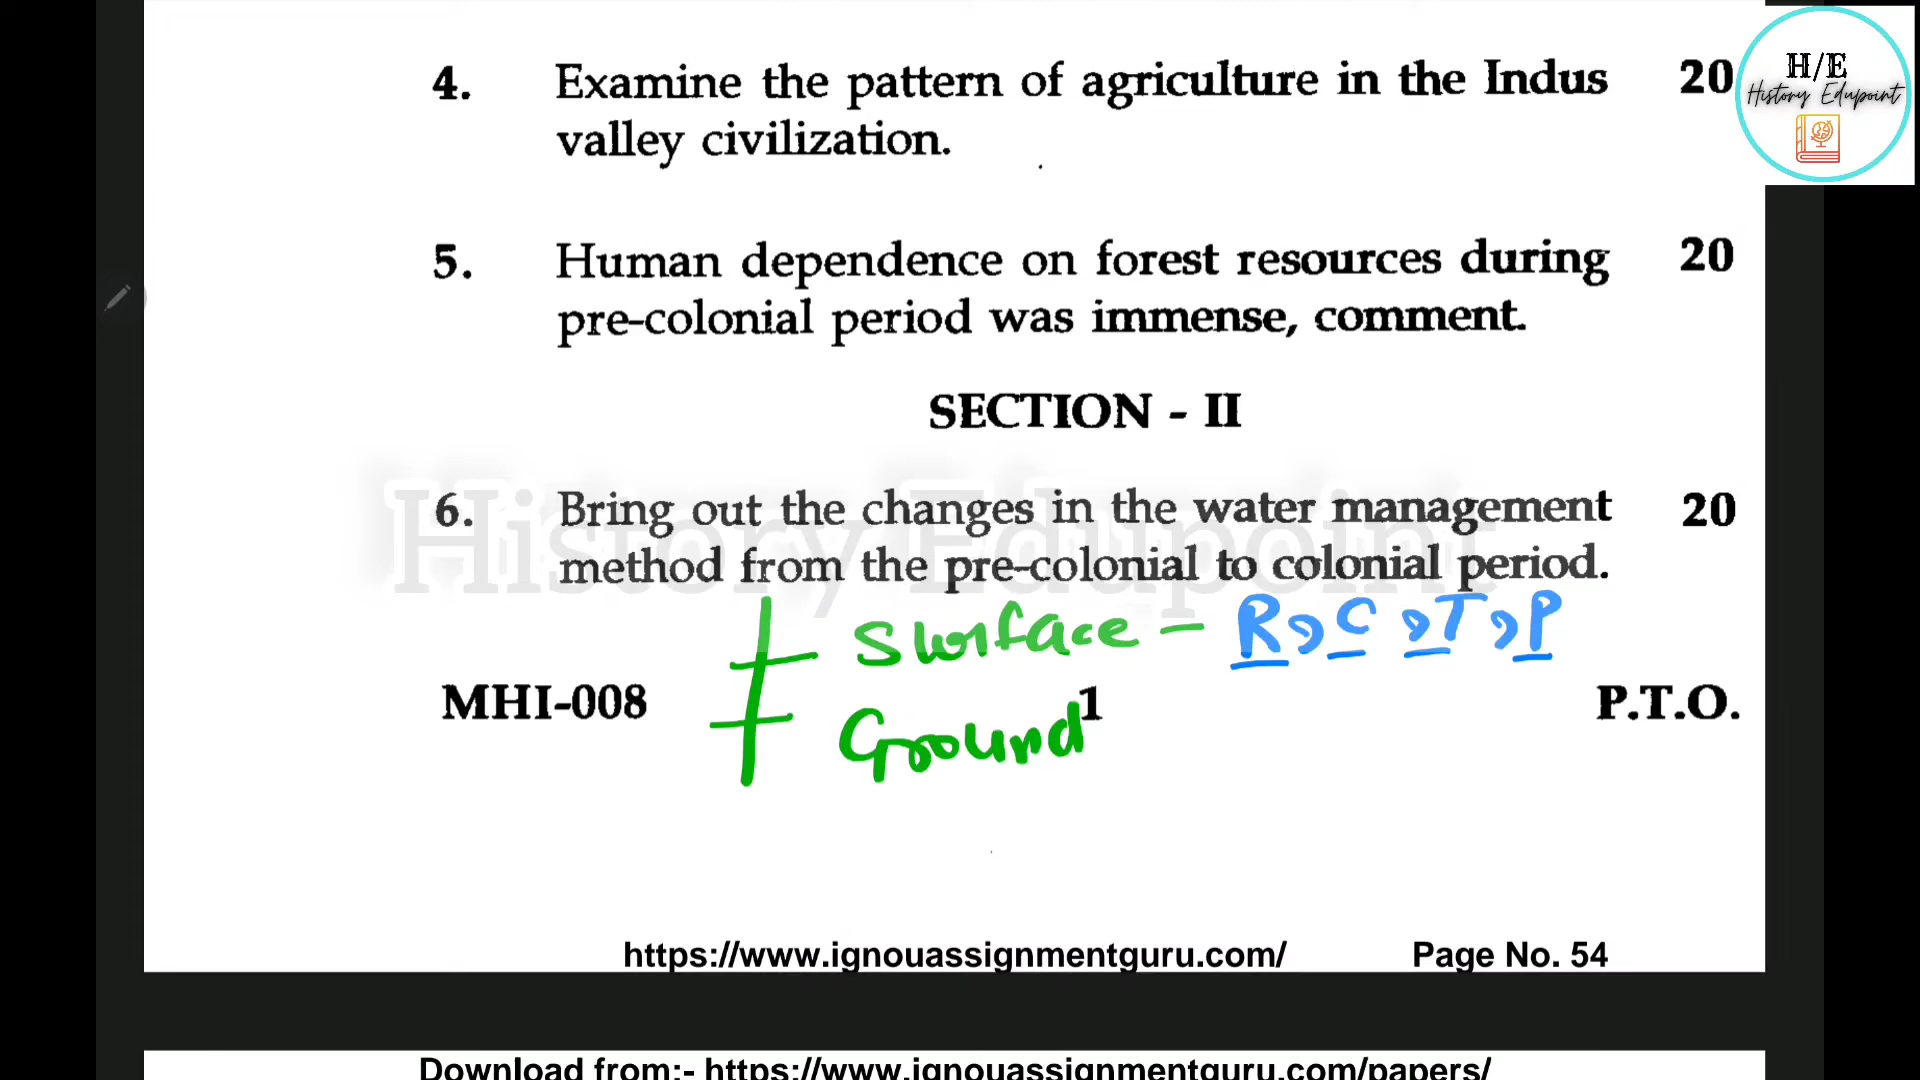 4. Examine the pattern of agriculture in the Indus 20
valley civilization.
H/E
History Edupoint
5. Human dependence on forest resources during 20
pre-colonial period was immense, comment.
SECTION - II
6. Bring out the changes in the water management 20
method from the pre-colonial to colonial period.
History Edupoint
Surface - R, C, T, P
MHI-008 1 P.T.O.
Ground
https://www.ignouassignmentguru.com/ Page No. 54
Download from:- https://www.ignouassignmentguru.com/papers/